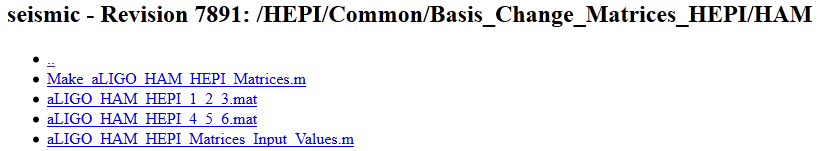 seismic - Revision 7891: /HEPI/Common/Basis_Change_Matrices_HEPI/HAM
..
Make_aLIGO_HAM_HEPI_Matrices.m
aLIGO_HAM_HEPI_1_2_3.mat
aLIGO_HAM_HEPI_4_5_6.mat
aLIGO_HAM_HEPI_Matrices_Input_Values.m